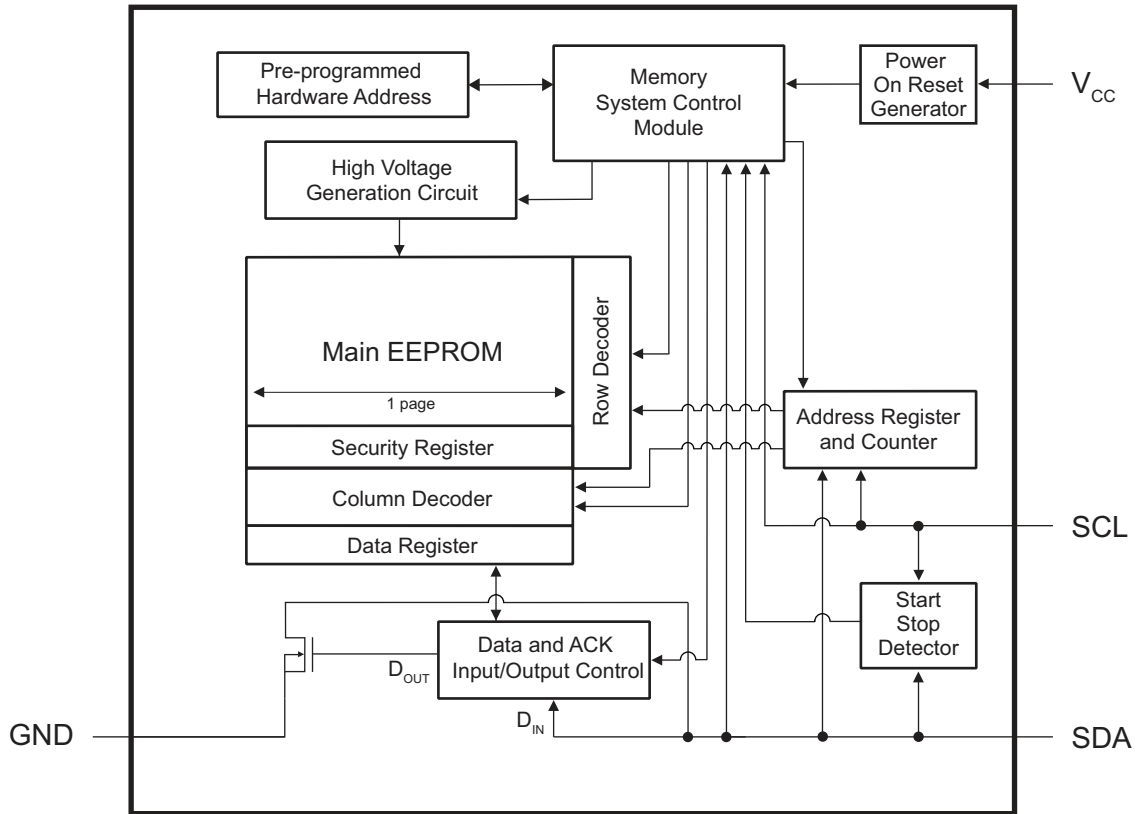 Pre-programmed
Hardware Address
Memory
System Control
Module
Power
On Reset
Generator
VCC
High Voltage
Generation Circuit
Main EEPROM
1 page
Row Decoder
Security Register
Column Decoder
Data Register
Address Register
and Counter
SCL
Start
Stop
Detector
Data and ACK
Input/Output Control
DOUT
DIN
GND
SDA